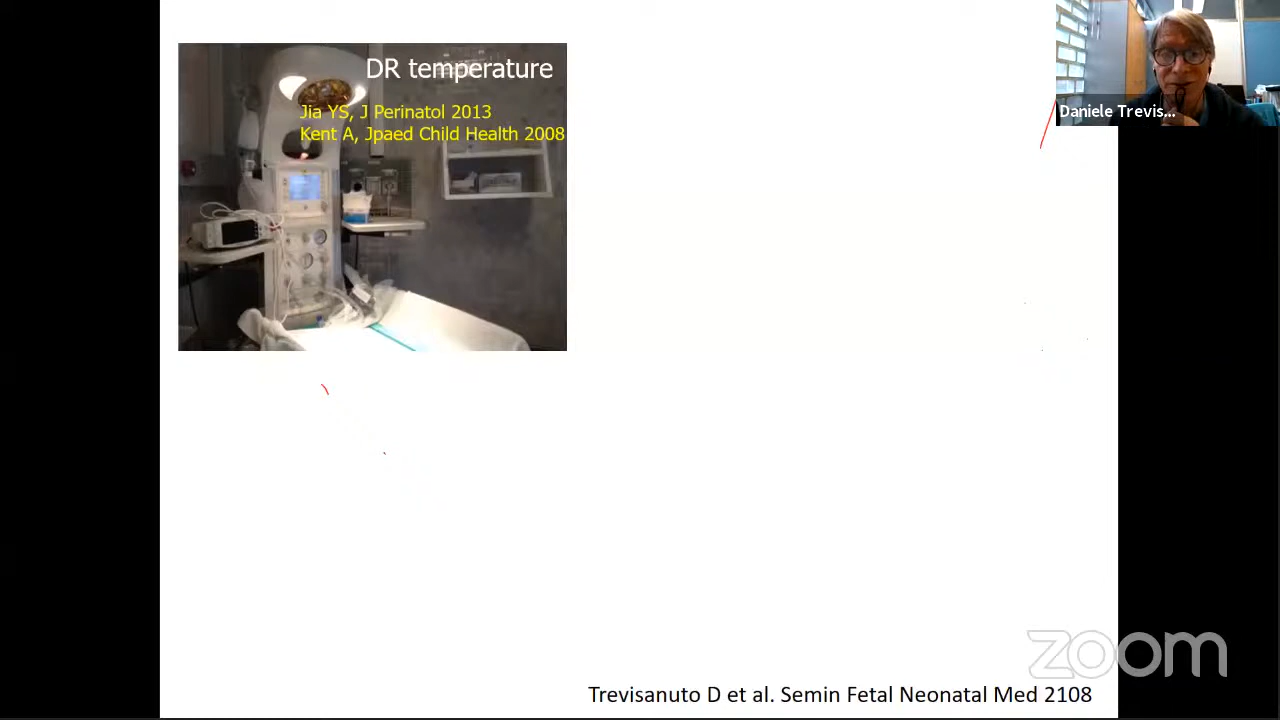 DR temperature
Jia YS, J Perinatol 2013
Kent A, Jpaed Child Health 2008
Daniele Trevis...
zoom
Trevisanuto D et al. Semin Fetal Neonatal Med 2108